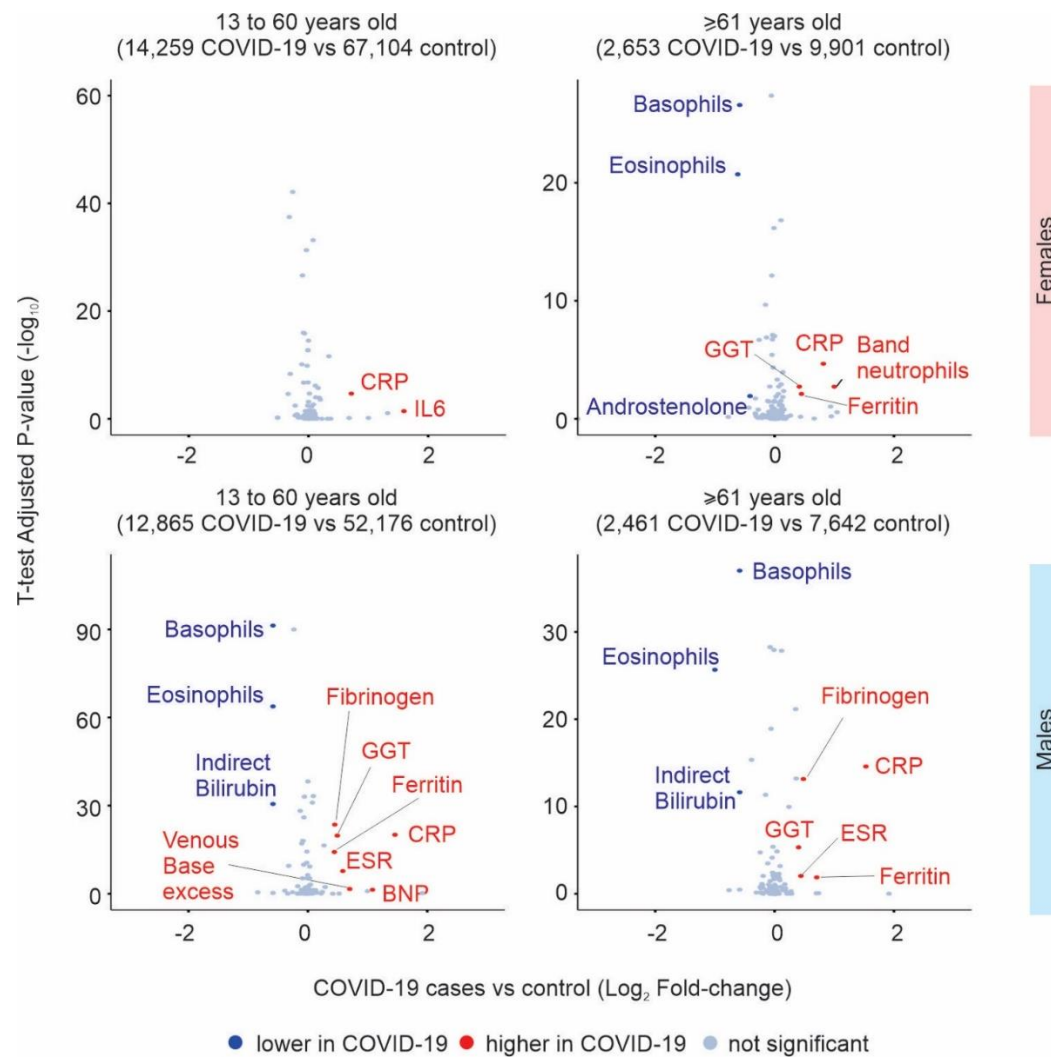 13 to 60 years old
(14,259 COVID-19 vs 67,104 control)
≥61 years old
(2,653 COVID-19 vs 9,901 control)
60
40
20
0
CRP
IL6
-2
0
2
Basophils
Eosinophils
20
10
0
GGT
CRP
Band
neutrophils
Androstenolone
Ferritin
-2
0
2
Females
T-test Adjusted P-value (-log₁₀)
13 to 60 years old
(12,865 COVID-19 vs 52,176 control)
≥61 years old
(2,461 COVID-19 vs 7,642 control)
90
60
30
0
Basophils
Eosinophils
Fibrinogen
GGT
Indirect
Bilirubin
Ferritin
Venous
Base
excess
ESR
CRP
BNP
-2
0
2
30
20
10
0
Basophils
Eosinophils
Fibrinogen
Indirect
Bilirubin
CRP
GGT
ESR
Ferritin
-2
0
2
Males
COVID-19 cases vs control (Log₂ Fold-change)
lower in COVID-19 higher in COVID-19 not significant